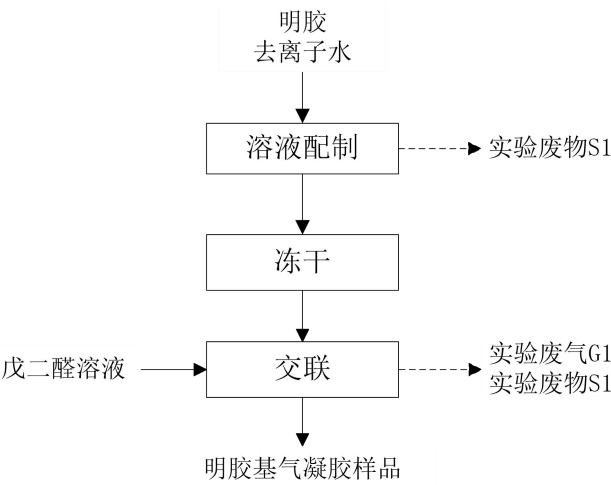 明胶
去离子水
溶液配制
实验废物S1
冻干
戊二醛溶液
交联
实验废气G1
实验废物S1
明胶基气凝胶样品